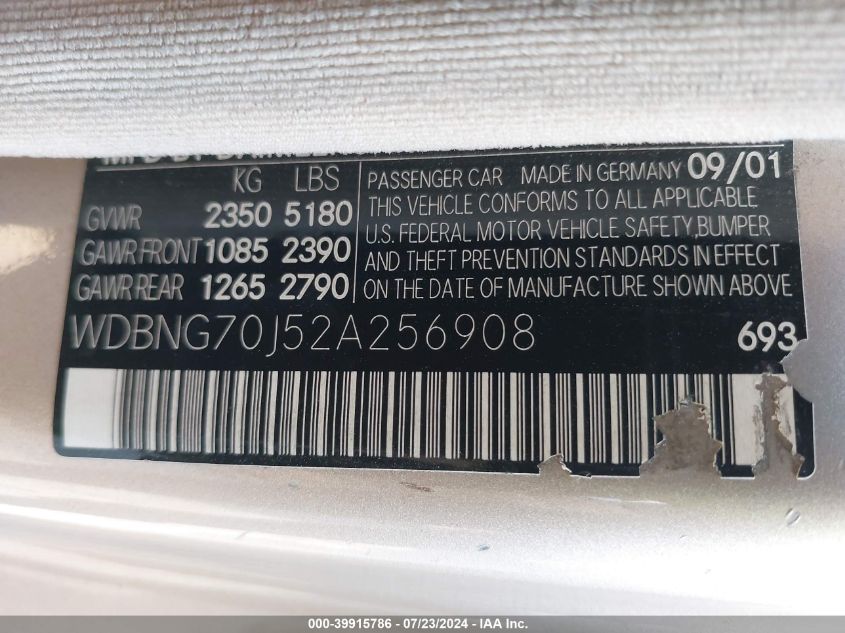 KG LBS
GVWR 2350 5180
GAWR FRONT 1085 2390
GAWR REAR 1265 2790
PASSENGER CAR MADE IN GERMANY 09/01
THIS VEHICLE CONFORMS TO ALL APPLICABLE
U.S. FEDERAL MOTOR VEHICLE SAFETY, BUMPER
AND THEFT PREVENTION STANDARDS IN EFFECT
ON THE DATE OF MANUFACTURE SHOWN ABOVE
WDBNG70J52A256908 693
000-39915786 - 07/23/2024 - IAA Inc.